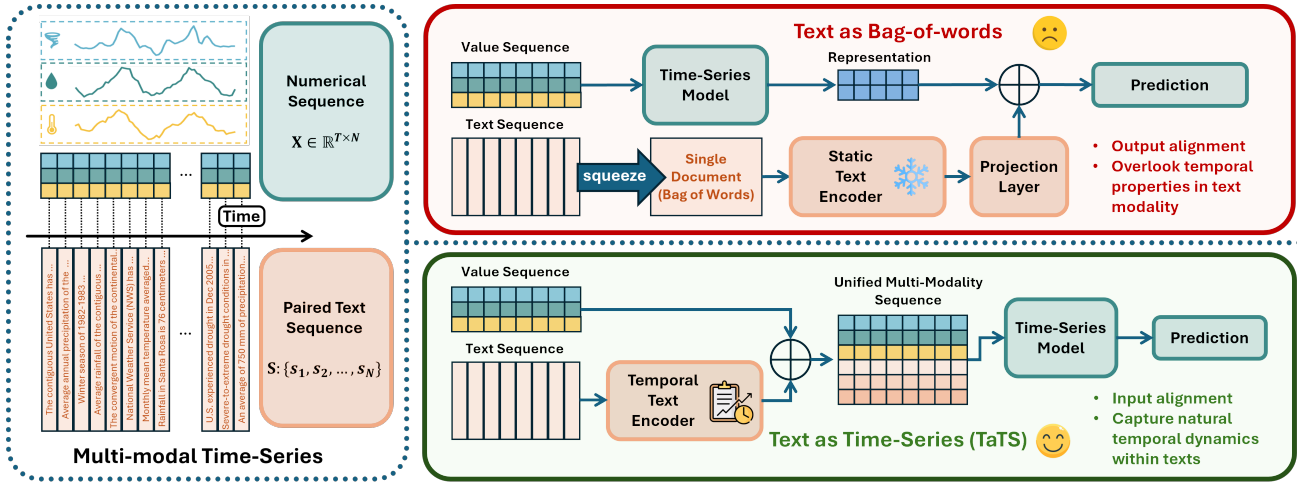 Numerical
Sequence
X ∈ ℝ^{T×N}
...
Time
The contiguous United States has ...
Average annual precipitation of the ...
Winter season of 1982-1983 ...
Average rainfall of the contiguous ...
The convergent motion of the continental...
National Weather Service (NWS) has ...
Monthly mean temperature averaged...
Rainfall in Santa Rosa is 76 centimeters ...
...
U.S. experienced drought in Dec 2005...
Severe-to-extreme drought conditions in ...
An average of 750 mm of precipitation...
Paired Text
Sequence
S: {s₁, s₂, … , s_N}
Multi-modal Time-Series
Text as Bag-of-words
Value Sequence
Time-Series
Model
Representation
Prediction
Text Sequence
squeeze
Single
Document
(Bag of Words)
Static
Text
Encoder
Projection
Layer
• Output alignment
• Overlook temporal
properties in text
modality
Value Sequence
Text Sequence
Temporal
Text
Encoder
Unified Multi-Modality
Sequence
Time-Series
Model
Prediction
Text as Time-Series (TaTS)
• Input alignment
• Capture natural
temporal dynamics
within texts